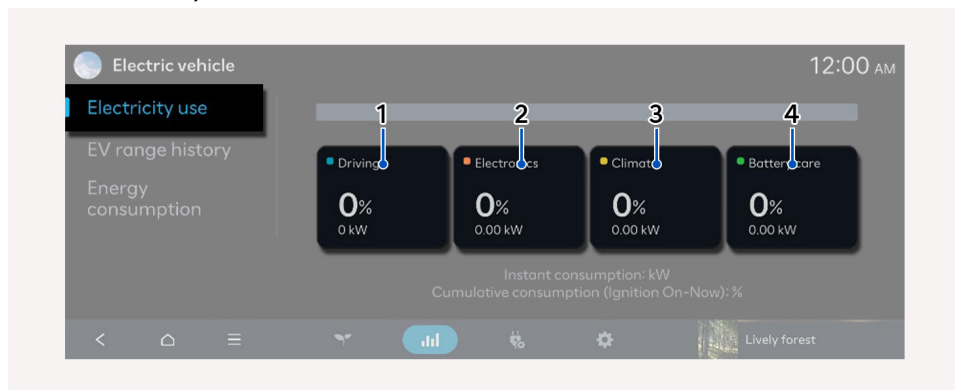 Electric vehicle
12:00 AM
Electricity use
EV range history
Energy
consumption
1
2
3
4
Driving
0%
0 kW
Electronics
0%
0.00 kW
Climate
0%
0.00 kW
Battery care
0%
0.00 kW
Instant consumption: kW
Cumulative consumption (Ignition On-Now): %
Lively forest